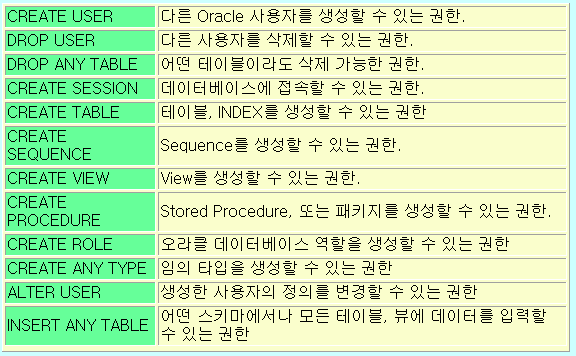 CREATE USER 다른 Oracle 사용자를 생성할 수 있는 권한.
DROP USER 다른 사용자를 삭제할 수 있는 권한.
DROP ANY TABLE 어떤 테이블이라도 삭제 가능한 권한.
CREATE SESSION 데이터베이스에 접속할 수 있는 권한.
CREATE TABLE 테이블, INDEX를 생성할 수 있는 권한
CREATE
SEQUENCE
Sequence를 생성할 수 있는 권한.
CREATE VIEW View를 생성할 수 있는 권한.
CREATE
PROCEDURE
Stored Procedure, 또는 패키지를 생성할 수 있는 권한.
CREATE ROLE 오라클 데이터베이스 역할을 생성할 수 있는 권한
CREATE ANY TYPE 임의 타입을 생성할 수 있는 권한
ALTER USER 생성한 사용자의 정의를 변경할 수 있는 권한
INSERT ANY TABLE
어떤 스키마에서나 모든 테이블, 뷰에 데이터를 입력할
수 있는 권한